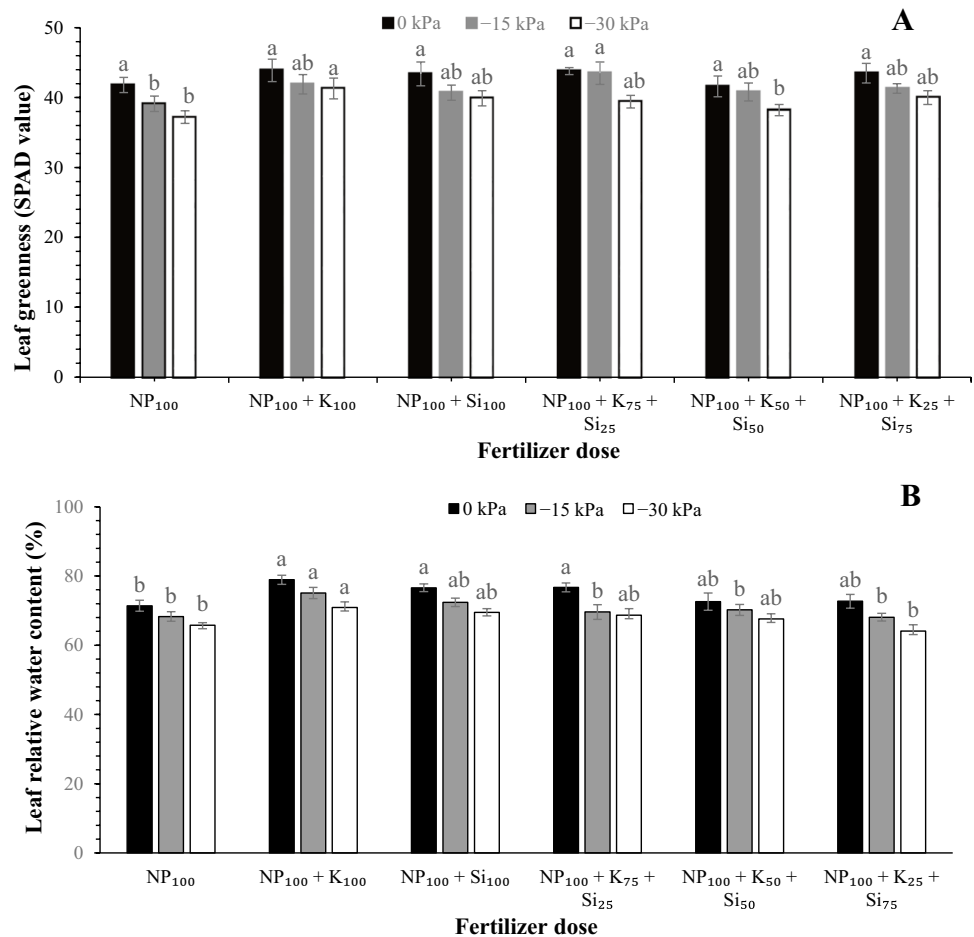 A
0 kPa −15 kPa −30 kPa
50
40
30
20
10
0
Leaf greenness (SPAD value)
a b b a ab a a ab ab a a ab a ab b a ab ab
NP₁₀₀ NP₁₀₀ + K₁₀₀ NP₁₀₀ + Si₁₀₀ NP₁₀₀ + K₇₅ + NP₁₀₀ + K₅₀ + NP₁₀₀ + K₂₅ +
Si₂₅ Si₅₀ Si₇₅
Fertilizer dose
B
0 kPa −15 kPa −30 kPa
100
80
60
40
20
0
Leaf relative water content (%)
b b b a a a a ab ab a b ab ab b ab ab b b
NP₁₀₀ NP₁₀₀ + K₁₀₀ NP₁₀₀ + Si₁₀₀ NP₁₀₀ + K₇₅ + NP₁₀₀ + K₅₀ + NP₁₀₀ + K₂₅ +
Si₂₅ Si₅₀ Si₇₅
Fertilizer dose